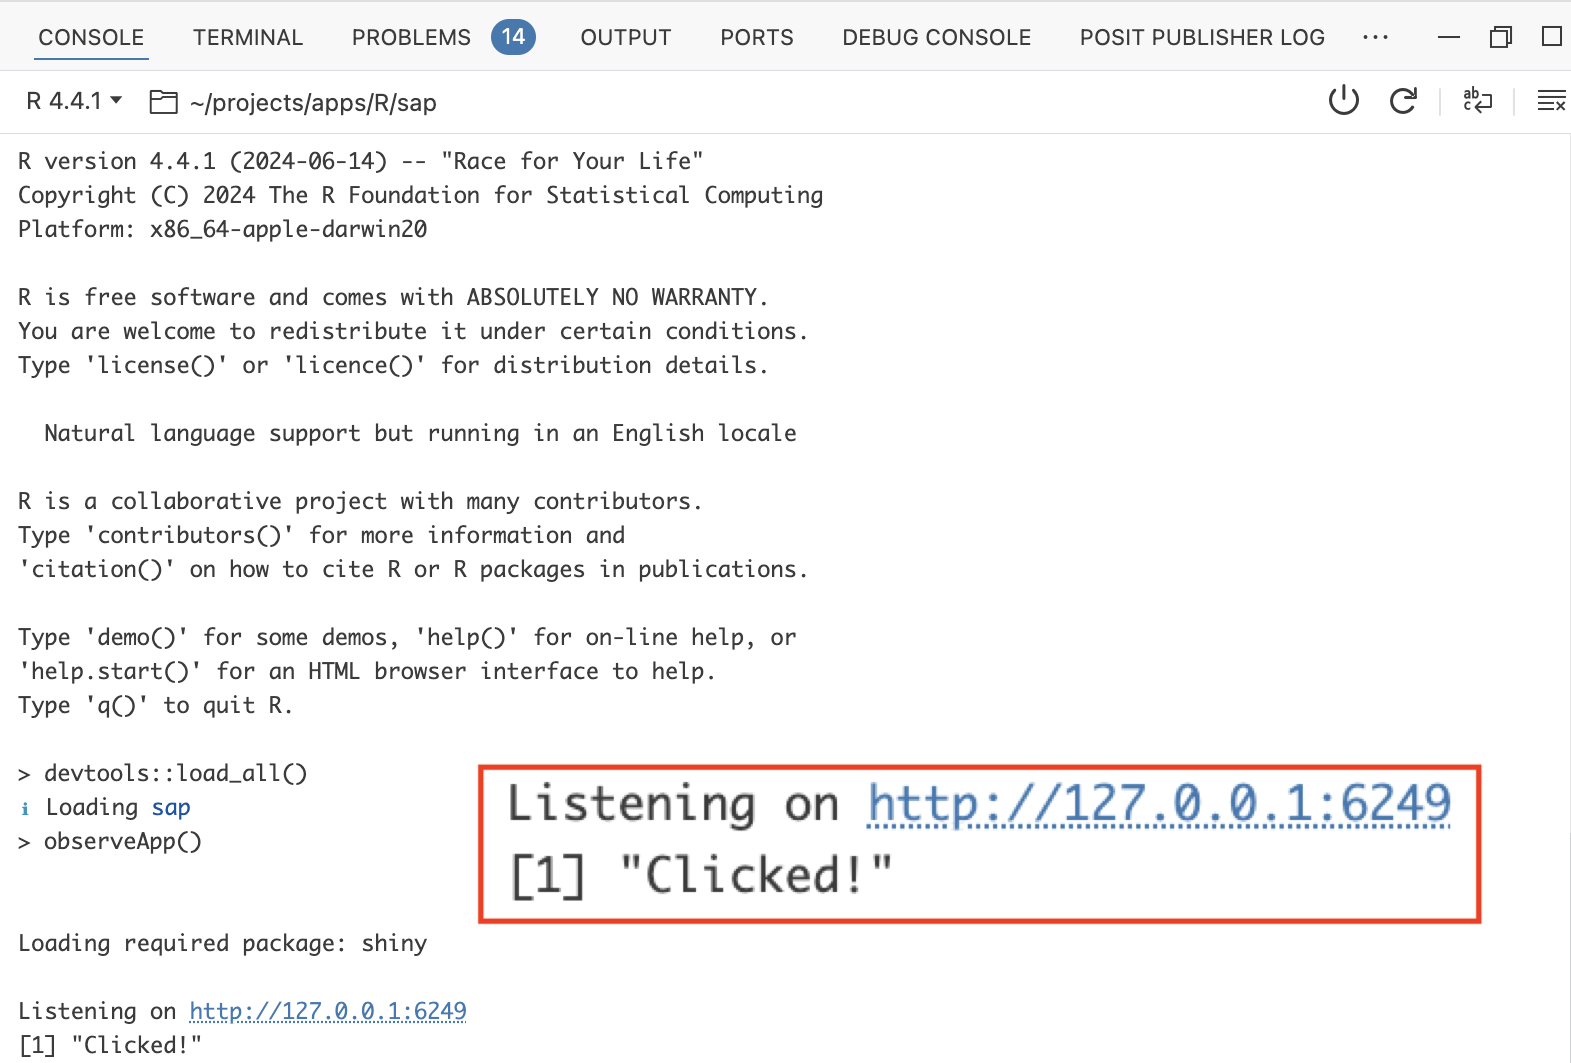 CONSOLE TERMINAL PROBLEMS 14 OUTPUT PORTS DEBUG CONSOLE POSIT PUBLISHER LOG ···
R 4.4.1 ~/projects/apps/R/sap
R version 4.4.1 (2024-06-14) -- "Race for Your Life"
Copyright (C) 2024 The R Foundation for Statistical Computing
Platform: x86_64-apple-darwin20
R is free software and comes with ABSOLUTELY NO WARRANTY.
You are welcome to redistribute it under certain conditions.
Type 'license()' or 'licence()' for distribution details.
Natural language support but running in an English locale
R is a collaborative project with many contributors.
Type 'contributors()' for more information and
'citation()' on how to cite R or R packages in publications.
Type 'demo()' for some demos, 'help()' for on-line help, or
'help.start()' for an HTML browser interface to help.
Type 'q()' to quit R.
> devtools::load_all()
i Loading sap
> observeApp()
Listening on http://127.0.0.1:6249
[1] "Clicked!"
Loading required package: shiny
Listening on http://127.0.0.1:6249
[1] "Clicked!"